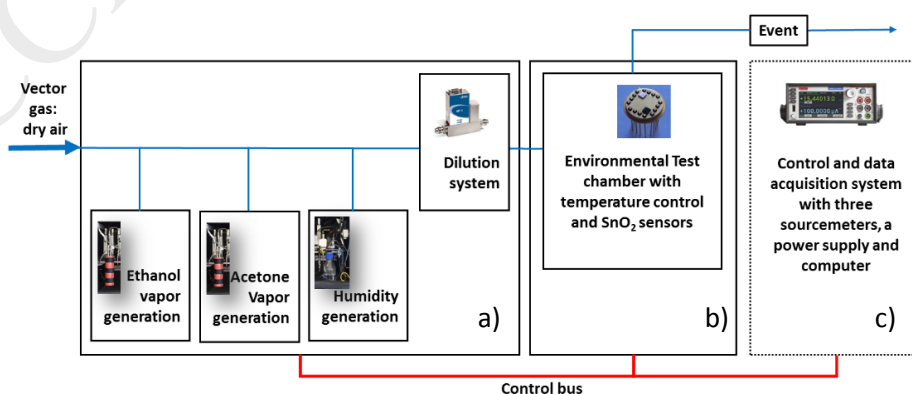 Event
Vector
gas:
dry air
Dilution
system
Environmental Test
chamber with
temperature control
and SnO₂ sensors
Control and data
acquisition system
with three
sourcemeters, a
power supply and
computer
Ethanol
vapor
generation
Acetone
Vapor
generation
Humidity
generation
a)
b)
c)
Control bus